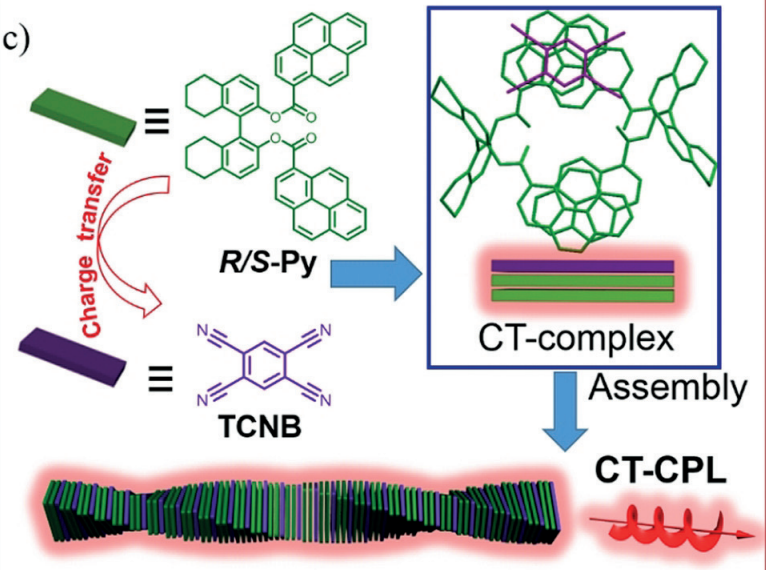 c)
O
O
O
O
Charge transfer
R/S-Py
CT-complex
N
N
N
N
TCNB
Assembly
CT-CPL